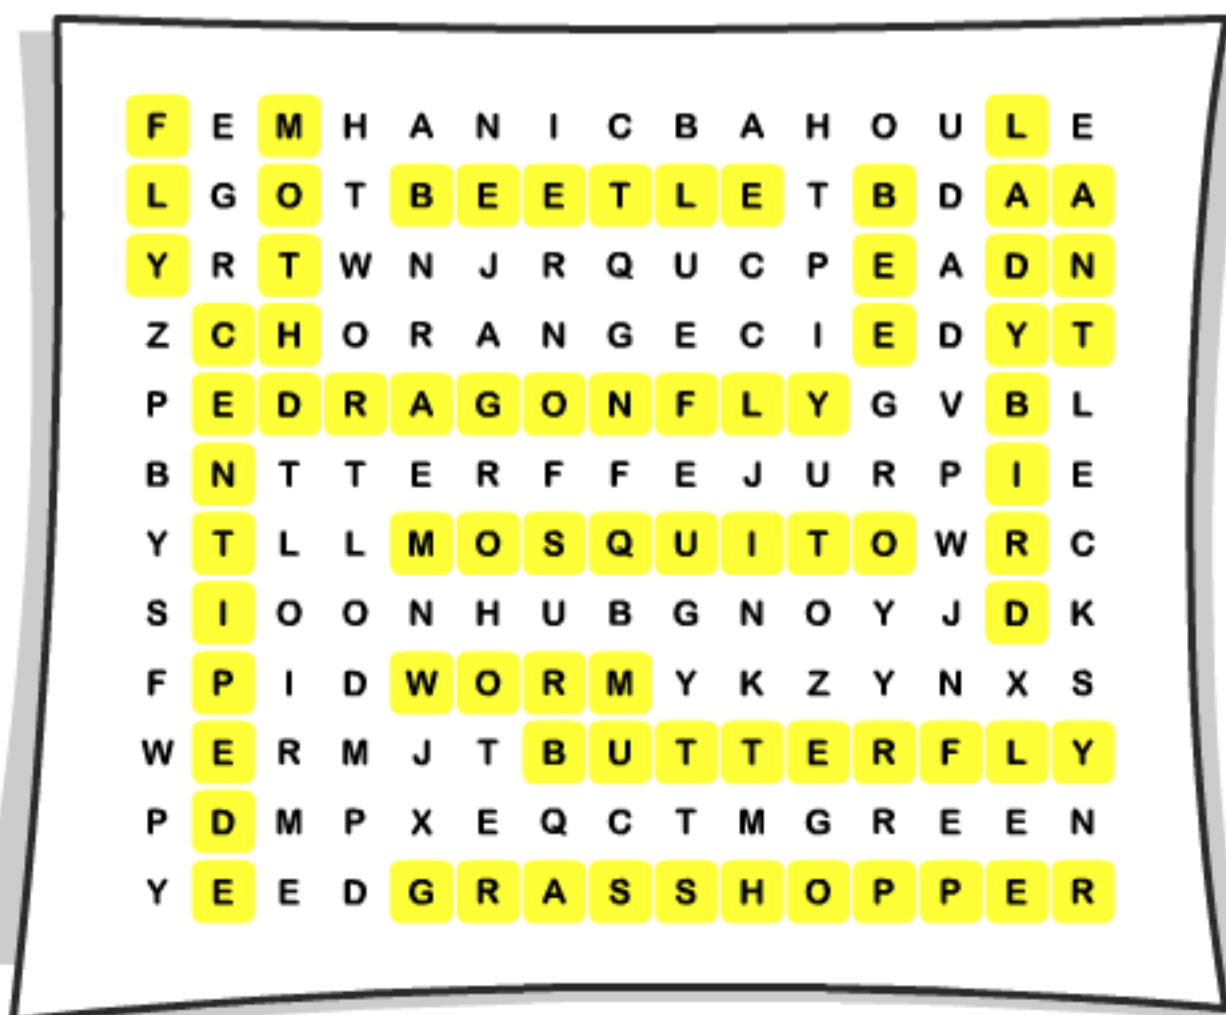 F E M H A N I C B A H O U L E
L G O T B E E T L E T B D A A
Y R T W N J R Q U C P E A D N
Z C H O R A N G E C I E D Y T
P E D R A G O N F L Y G V B L
B N T T E R F F E J U R P I E
Y T L L M O S Q U I T O W R C
S I O O N H U B G N O Y J D K
F P I D W O R M Y K Z Y N X S
W E R M J T B U T T E R F L Y
P D M P X E Q C T M G R E E N
Y E E D G R A S S H O P P E R